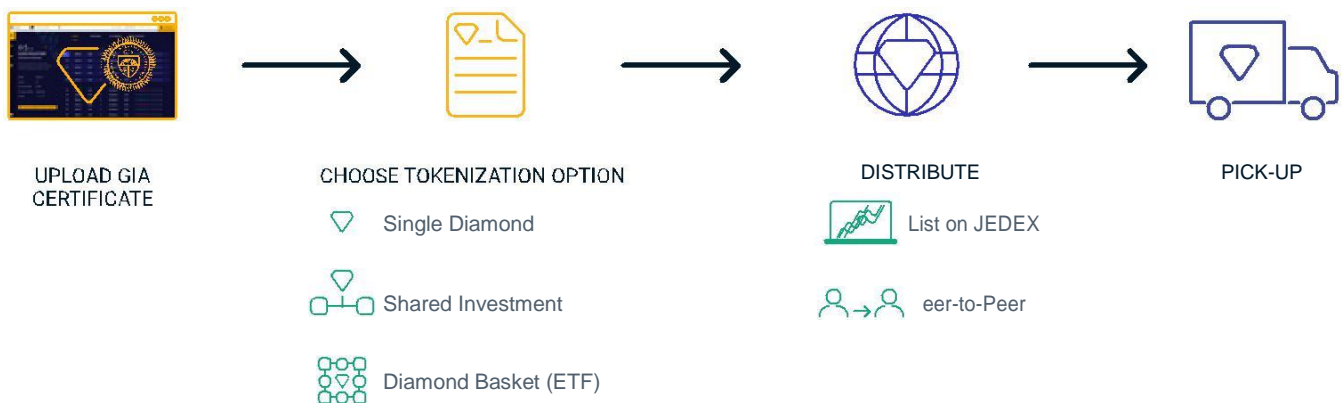 UPLOAD GIA
CERTIFICATE
CHOOSE TOKENIZATION OPTION
Single Diamond
Shared Investment
Diamond Basket (ETF)
DISTRIBUTE
List on JEDEX
eer-to-Peer
PICK-UP